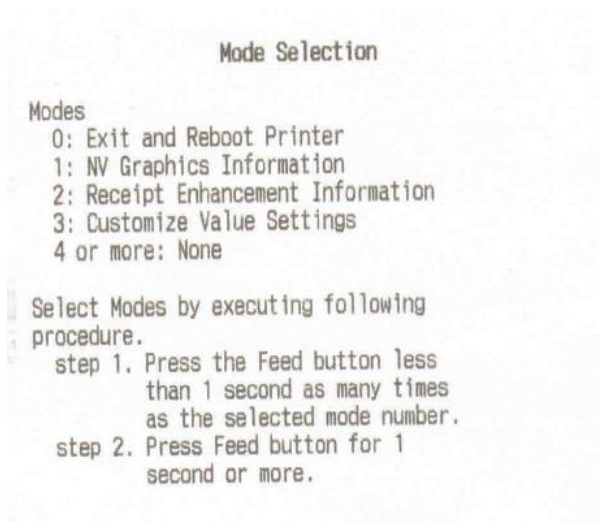 Mode Selection
Modes
0: Exit and Reboot Printer
1: NV Graphics Information
2: Receipt Enhancement Information
3: Customize Value Settings
4 or more: None
Select Modes by executing following
procedure.
step 1. Press the Feed button less
than 1 second as many times
as the selected mode number.
step 2. Press Feed button for 1
second or more.